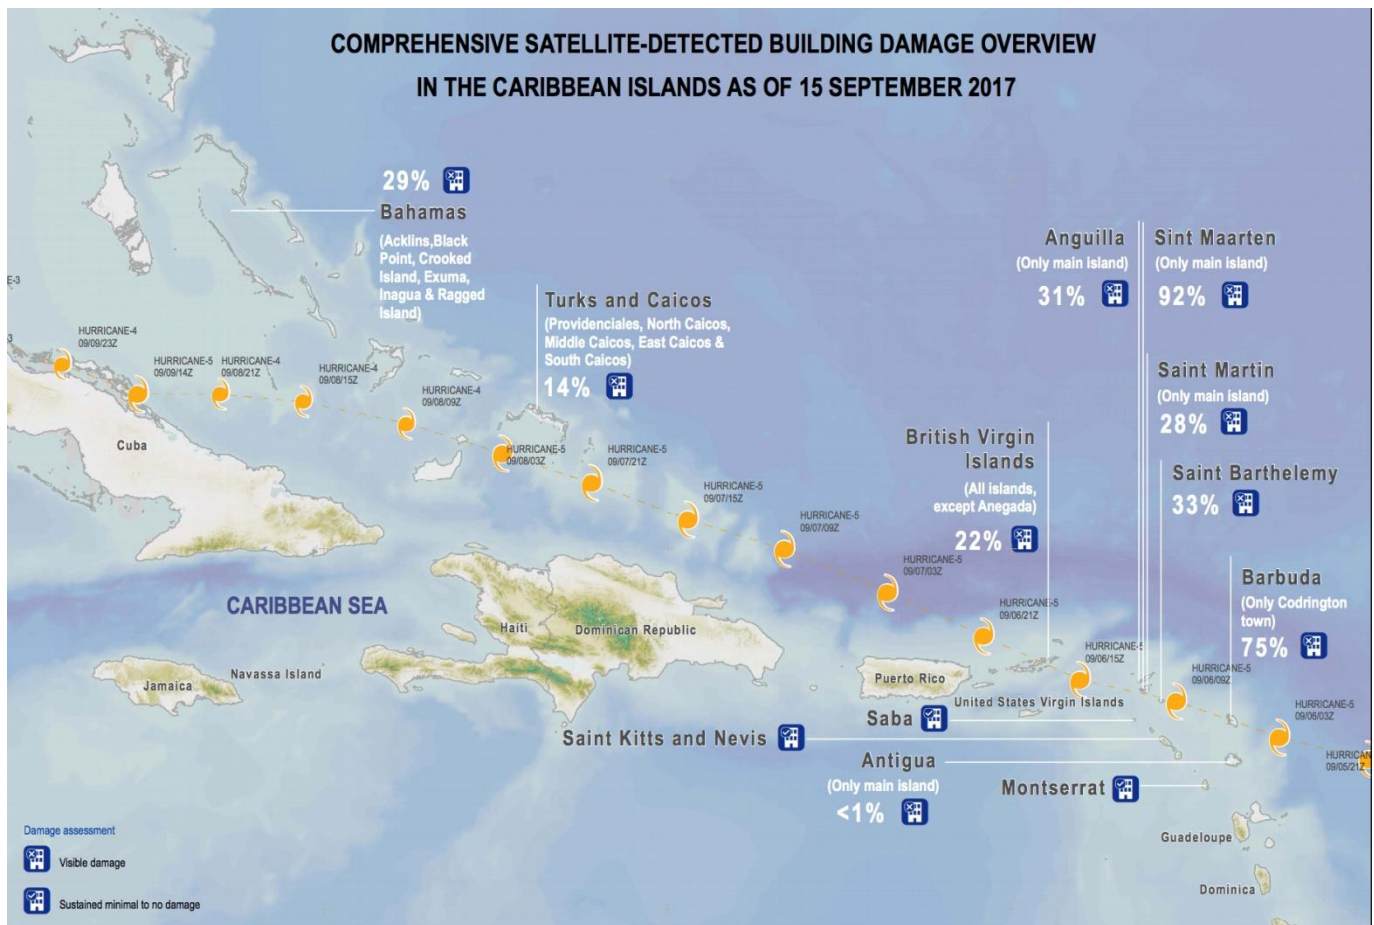 COMPREHENSIVE SATELLITE-DETECTED BUILDING DAMAGE OVERVIEW
IN THE CARIBBEAN ISLANDS AS OF 15 SEPTEMBER 2017
29%
Bahamas
(Acklins,Black
Point, Crooked
Island, Exuma,
Inagua & Ragged
Island)
Anguilla
(Only main island)
31%
Sint Maarten
(Only main island)
92%
E-3
3
Turks and Caicos
(Providenciales, North Caicos,
Middle Caicos, East Caicos &
South Caicos)
14%
HURRICANE-4
09/09/23Z
HURRICANE-5
09/09/14Z
HURRICANE-4
09/08/21Z
HURRICANE-4
09/08/15Z
HURRICANE-4
09/08/09Z
HURRICANE-5
09/08/03Z
HURRICANE-5
09/07/21Z
HURRICANE-5
09/07/15Z
HURRICANE-5
09/07/09Z
HURRICANE-5
09/07/03Z
HURRICANE-5
09/06/21Z
HURRICANE-5
09/06/15Z
HURRICANE-5
09/06/09Z
HURRICANE-5
09/06/03Z
HURRICAN
09/05/21Z
Saint Martin
(Only main island)
28%
British Virgin
Islands
(All islands,
except Anegada)
22%
Saint Barthelemy
33%
Barbuda
(Only Codrington
town)
75%
Cuba
CARIBBEAN SEA
Haiti
Dominican Republic
Jamaica
Navassa Island
Puerto Rico
United States Virgin Islands
Saba
Saint Kitts and Nevis
Antigua
(Only main island)
<1%
Montserrat
Guadeloupe
Dominica
Damage assessment
Visible damage
Sustained minimal to no damage